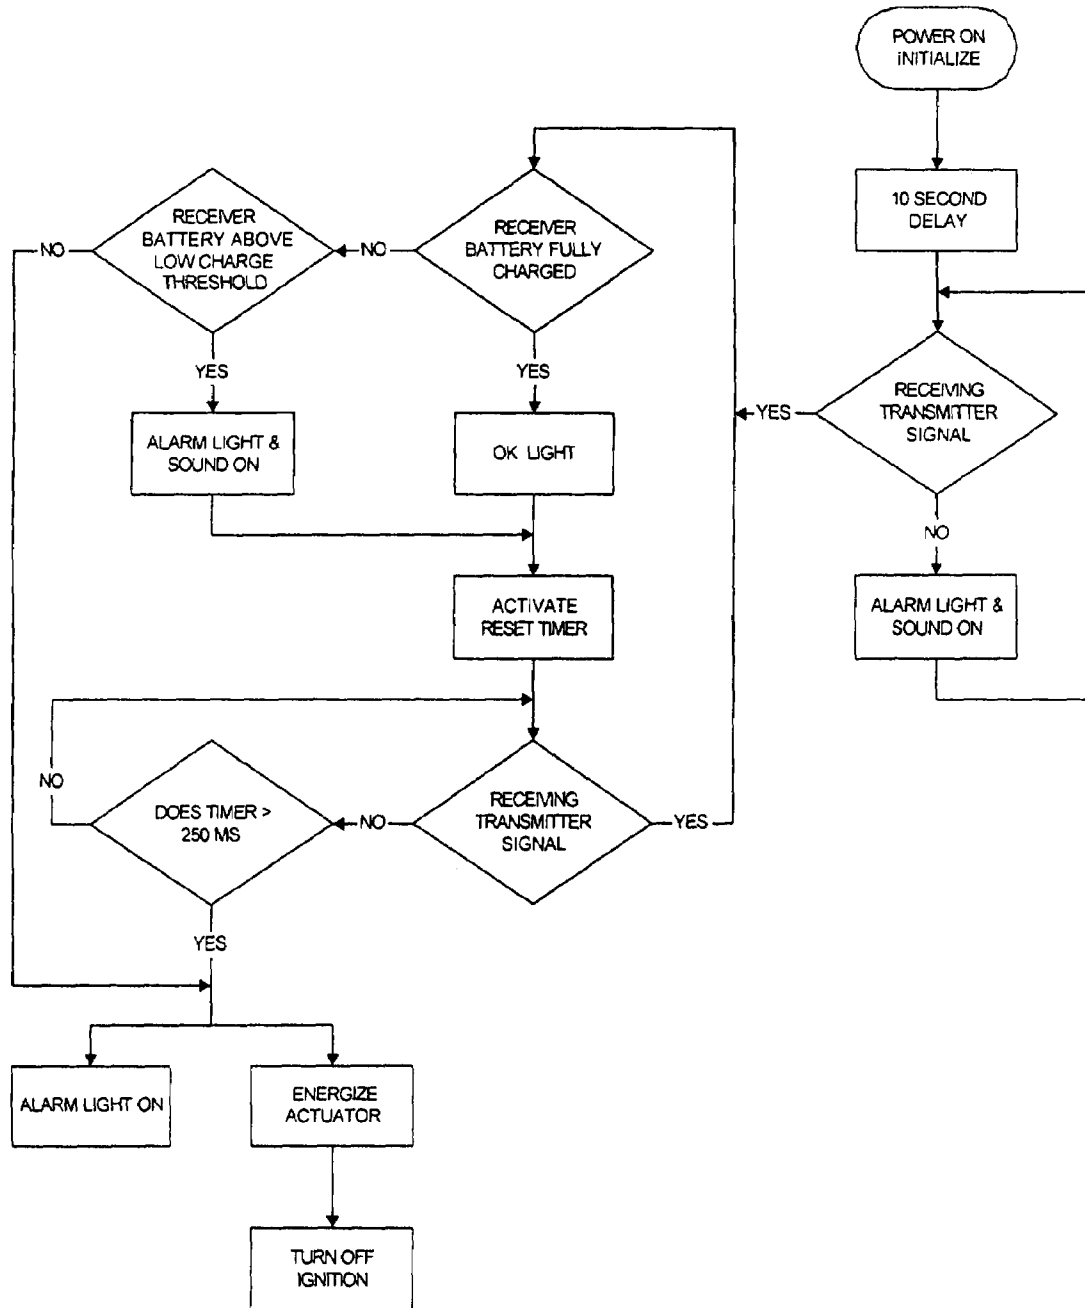 POWER ON
INITIALIZE
10 SECOND
DELAY
RECEIVER
BATTERY ABOVE
LOW CHARGE
THRESHOLD
NO
NO
RECEIVER
BATTERY FULLY
CHARGED
YES
YES
YES
RECEIVING
TRANSMITTER
SIGNAL
ALARM LIGHT &
SOUND ON
OK LIGHT
NO
ACTIVATE
RESET TIMER
ALARM LIGHT &
SOUND ON
NO
DOES TIMER >
250 MS
NO
RECEIVING
TRANSMITTER
SIGNAL
YES
YES
ALARM LIGHT ON
ENERGIZE
ACTUATOR
TURN OFF
IGNITION